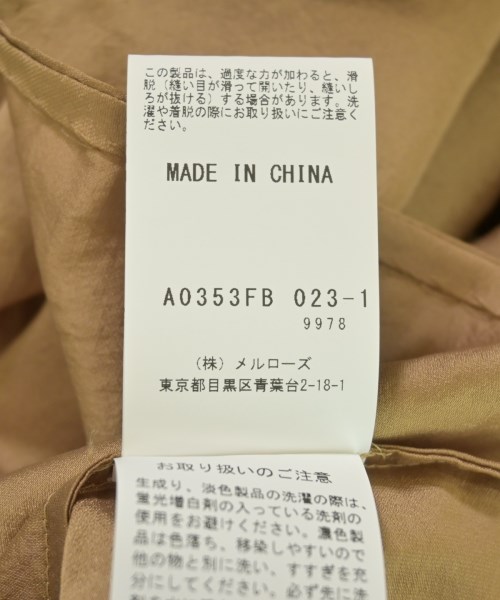 この製品は、過度な力が加わると、滑
脱（縫い目が滑って開いたり、縫いし
ろが抜ける）する場合があります。洗
濯や着脱の際にお取り扱いにご注意く
ださい。
MADE IN CHINA
A0353FB 023-1
9978
（株）メルローズ
東京都目黒区青葉台2-18-1
お取り扱いのご注意
生成り、淡色製品の洗濯の際は、
蛍光増白剤の入っている洗剤の
使用をお避けください。濃色製
品は色落ち、移染しやすいので
他の物と別に洗い、すすぎを充
分にしてください。必ず先に洗